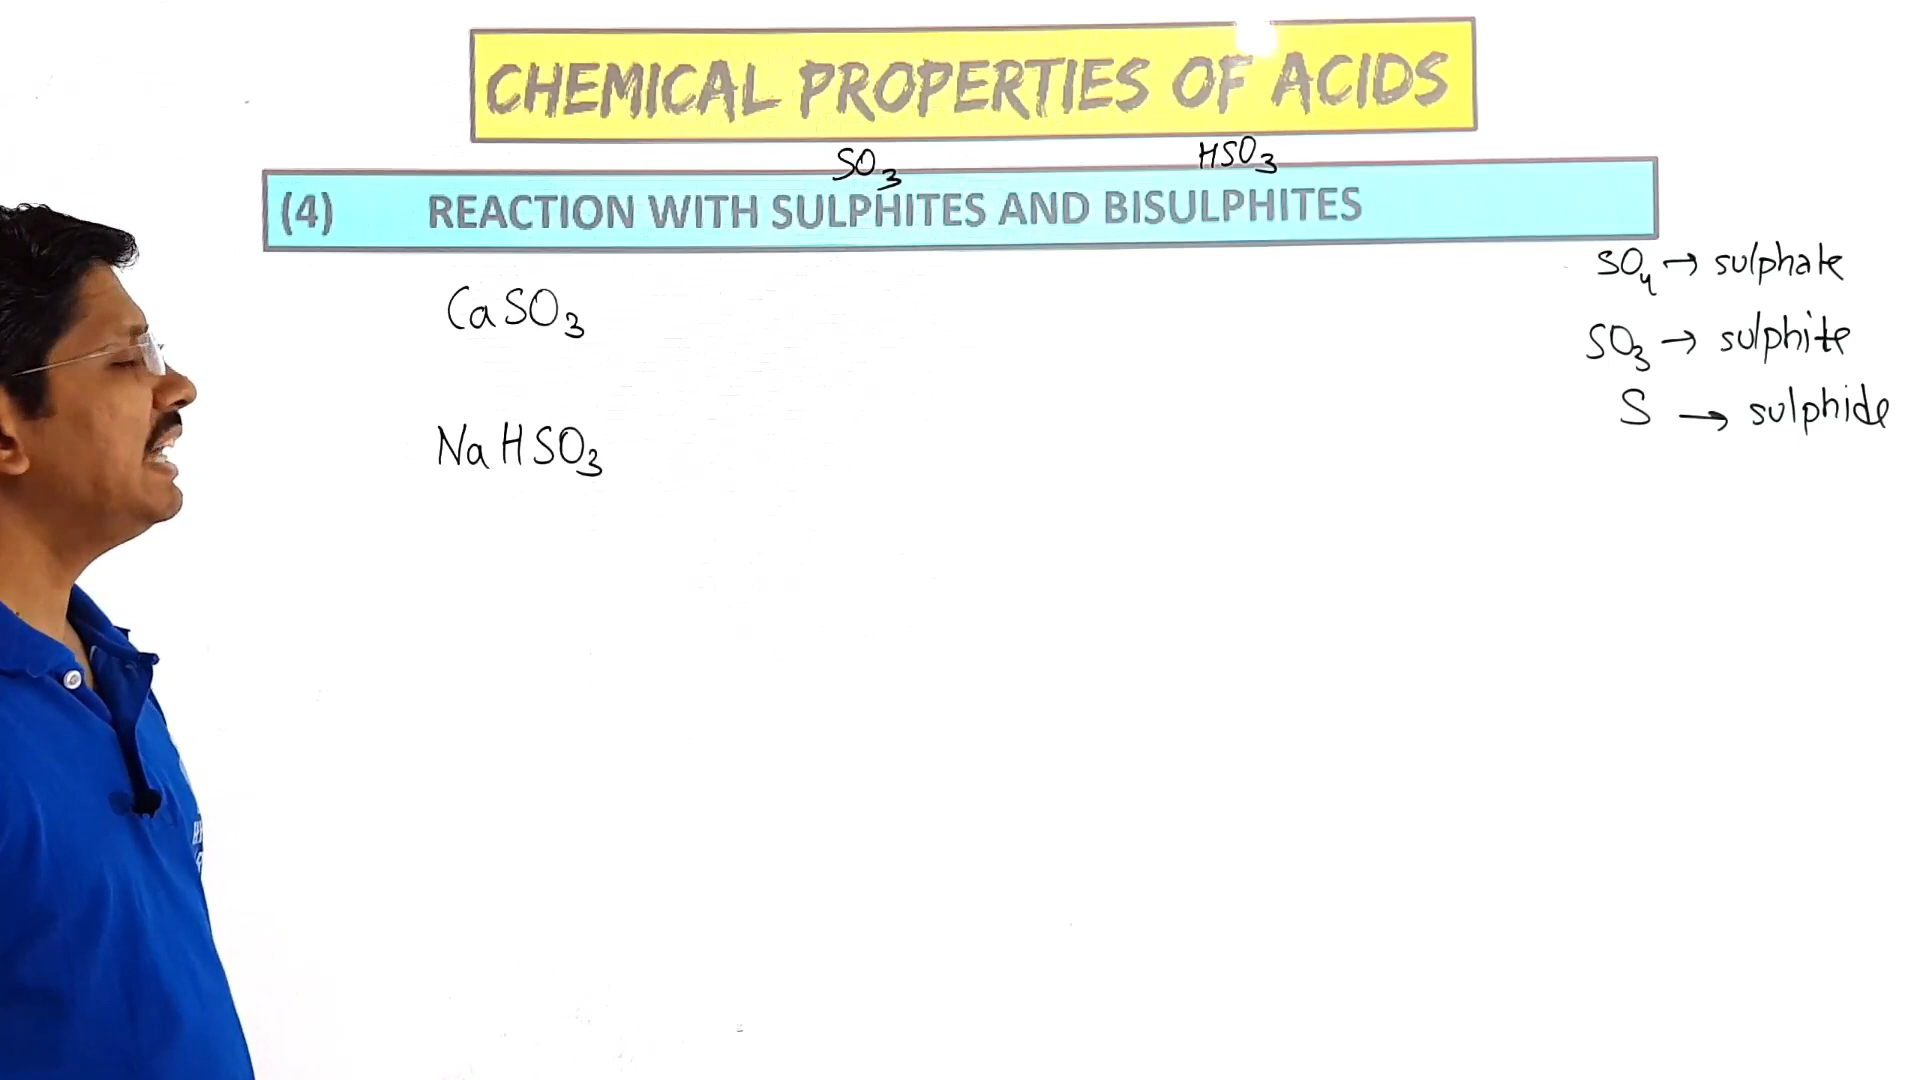 CHEMICAL PROPERTIES OF ACIDS
SO₃ HSO₃
(4) REACTION WITH SULPHITES AND BISULPHITES
SO₄ → sulphate
CaSO₃
SO₃ → sulphite
S → sulphide
NaHSO₃